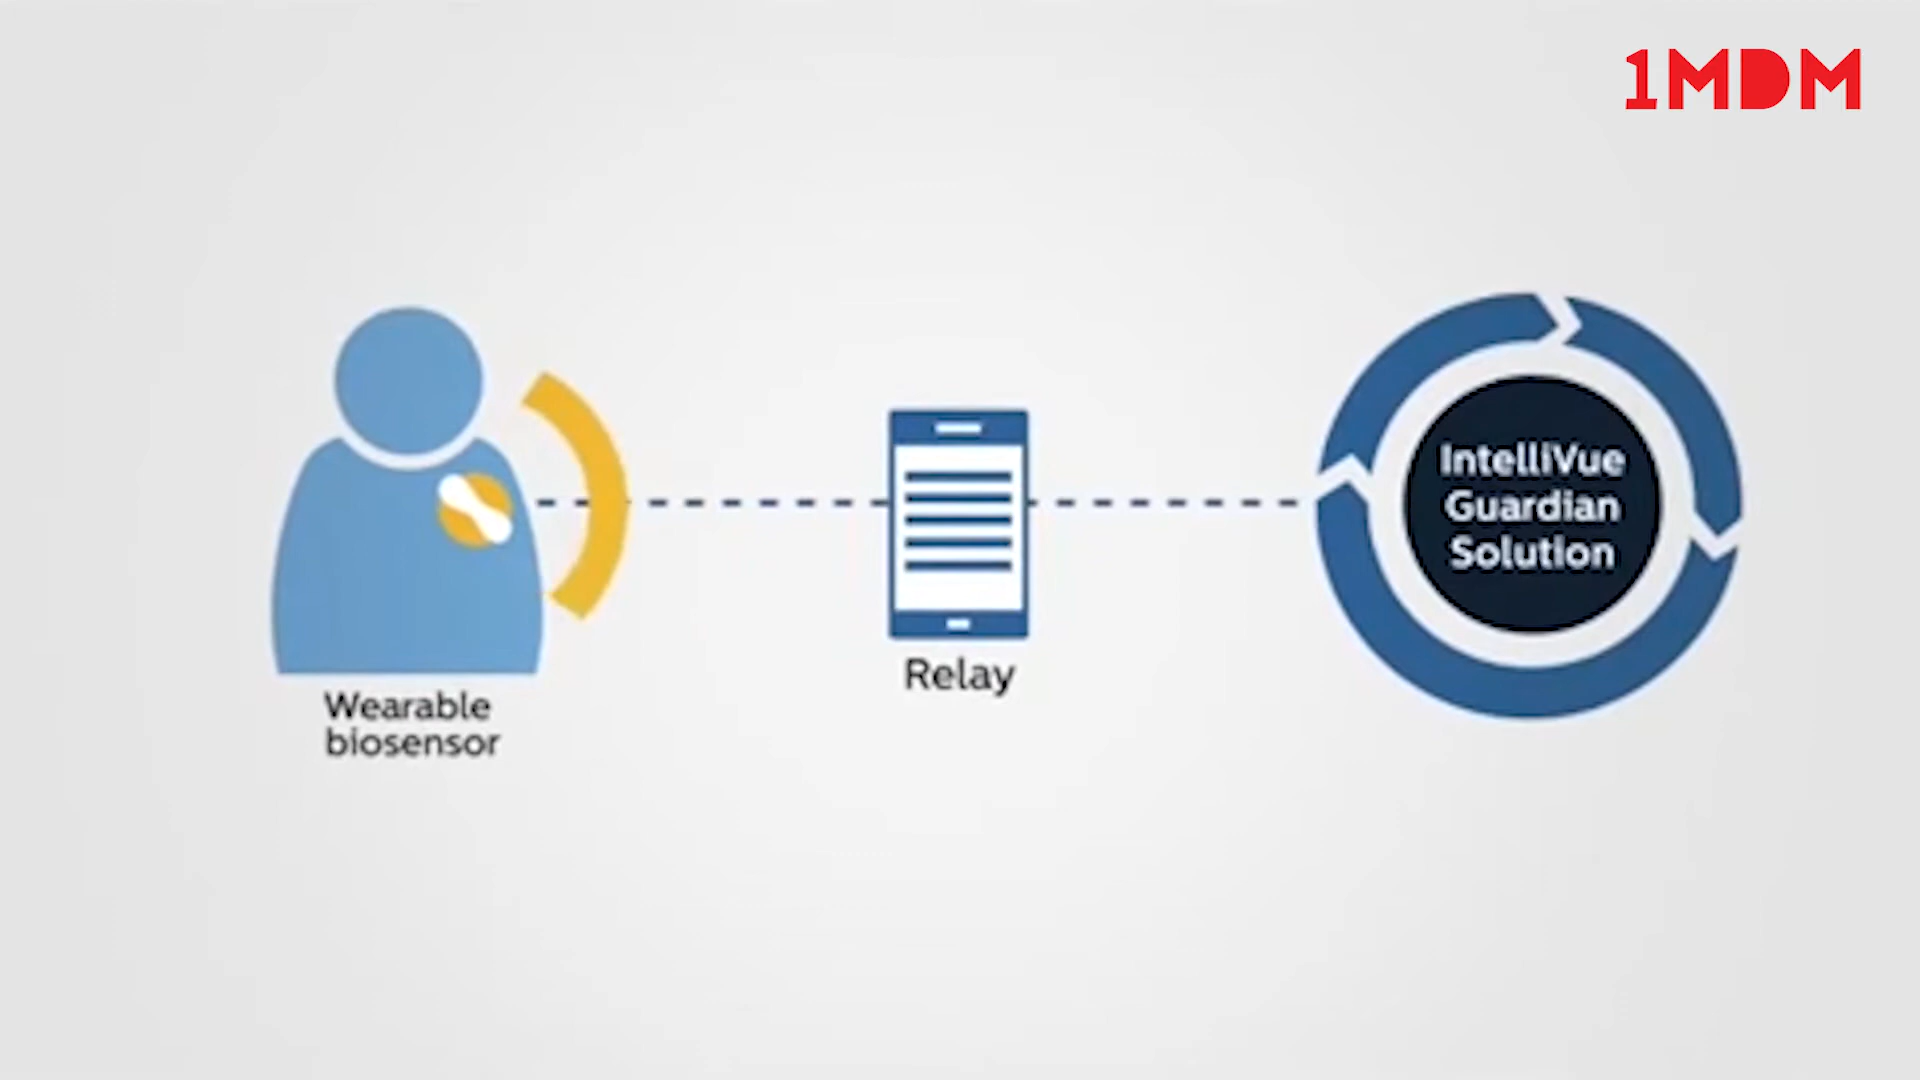 1MDM
IntelliVue
Guardian
Solution
Relay
Wearable
biosensor